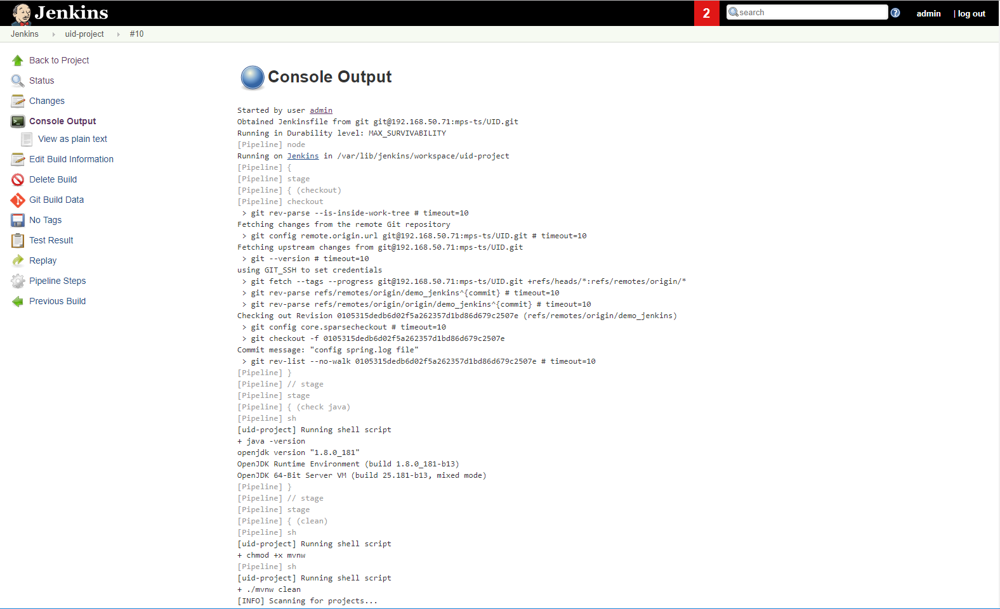 Jenkins
2
search
?
admin
| log out
Jenkins
uid-project
#10
Back to Project
Status
Changes
Console Output
View as plain text
Edit Build Information
Delete Build
Git Build Data
No Tags
Test Result
Replay
Pipeline Steps
Previous Build
Console Output
Started by user admin
Obtained Jenkinsfile from git git@192.168.50.71:mps-ts/UID.git
Running in Durability level: MAX_SURVIVABILITY
[Pipeline] node
Running on Jenkins in /var/lib/jenkins/workspace/uid-project
[Pipeline] {
[Pipeline] stage
[Pipeline] { (checkout)
[Pipeline] checkout
> git rev-parse --is-inside-work-tree # timeout=10
Fetching changes from the remote Git repository
> git config remote.origin.url git@192.168.50.71:mps-ts/UID.git # timeout=10
Fetching upstream changes from git@192.168.50.71:mps-ts/UID.git
> git --version # timeout=10
using GIT_SSH to set credentials
> git fetch --tags --progress git@192.168.50.71:mps-ts/UID.git +refs/heads/*:refs/remotes/origin/*
> git rev-parse refs/remotes/origin/demo_jenkins^{commit} # timeout=10
> git rev-parse refs/remotes/origin/origin/demo_jenkins^{commit} # timeout=10
Checking out Revision 0105315dedb6d02f5a262357d1bd86d679c2507e (refs/remotes/origin/demo_jenkins)
> git config core.sparsecheckout # timeout=10
> git checkout -f 0105315dedb6d02f5a262357d1bd86d679c2507e
Commit message: "config spring.log file"
> git rev-list --no-walk 0105315dedb6d02f5a262357d1bd86d679c2507e # timeout=10
[Pipeline] }
[Pipeline] // stage
[Pipeline] stage
[Pipeline] { (check java)
[Pipeline] sh
[uid-project] Running shell script
+ java -version
openjdk version "1.8.0_181"
OpenJDK Runtime Environment (build 1.8.0_181-b13)
OpenJDK 64-Bit Server VM (build 25.181-b13, mixed mode)
[Pipeline] }
[Pipeline] // stage
[Pipeline] stage
[Pipeline] { (clean)
[Pipeline] sh
[uid-project] Running shell script
+ chmod +x mvnw
[Pipeline] sh
[uid-project] Running shell script
+ ./mvnw clean
[INFO] Scanning for projects...